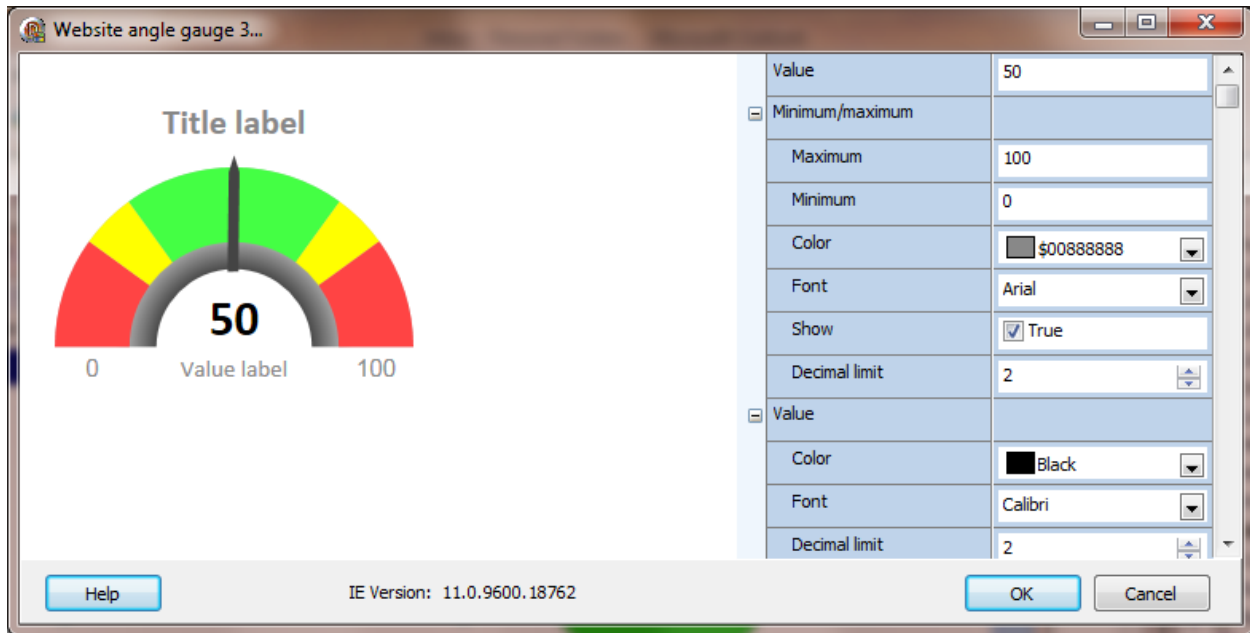 Website angle gauge 3...
Title label
50
0 Value label 100
Value 50
Minimum/maximum
Maximum 100
Minimum 0
Color $00888888
Font Arial
Show True
Decimal limit 2
Value
Color Black
Font Calibri
Decimal limit 2
Help IE Version: 11.0.9600.18762 OK Cancel